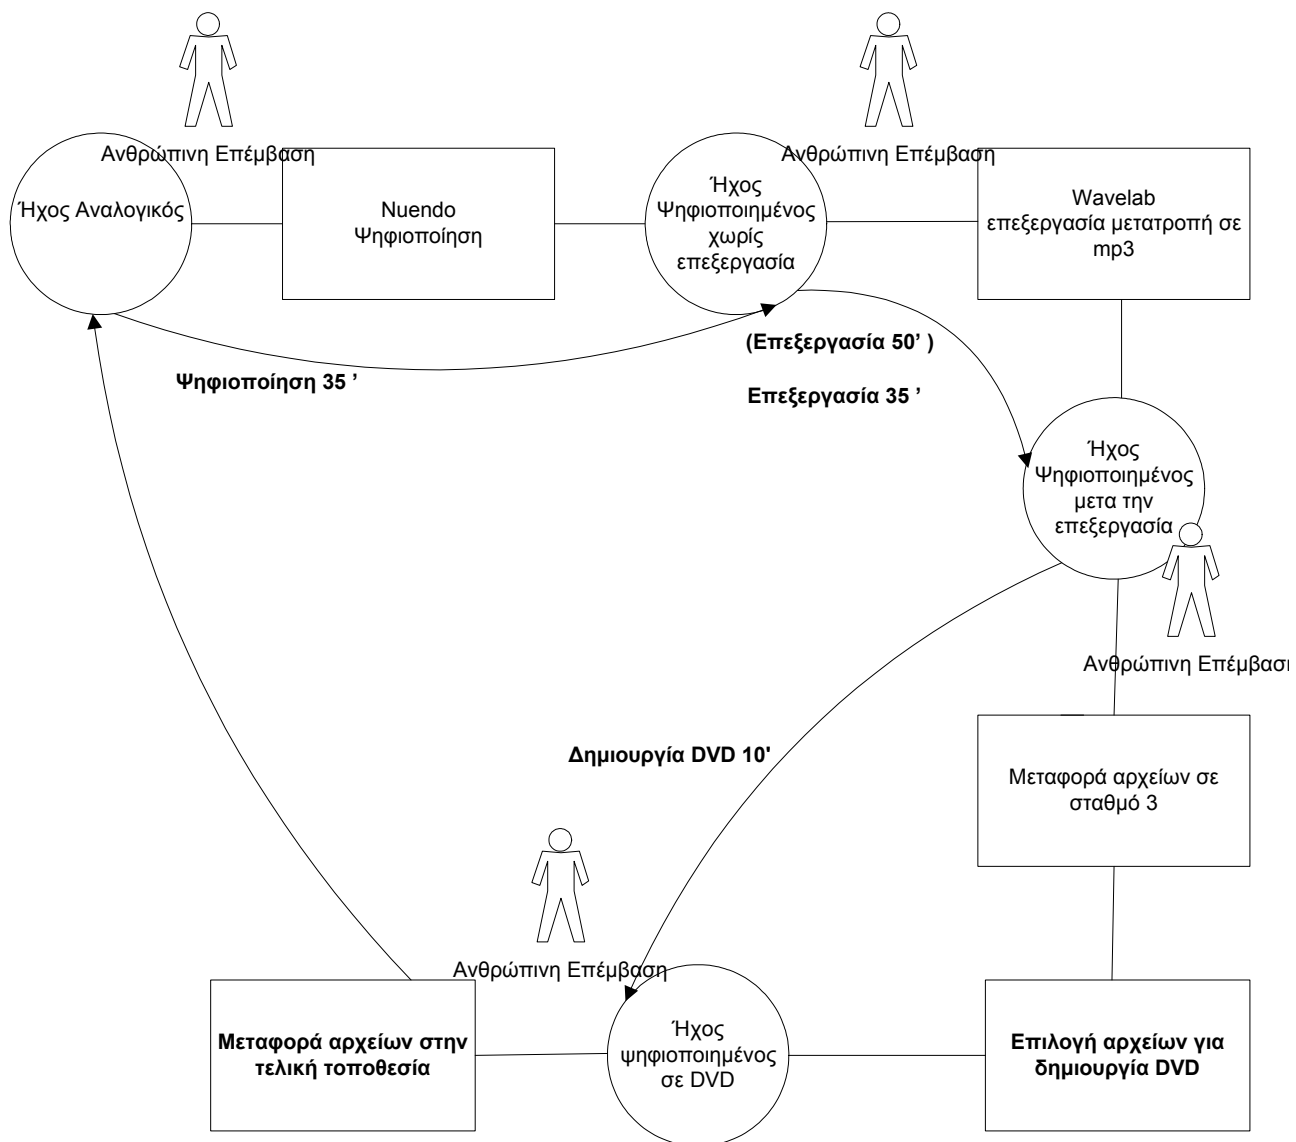 Ανθρώπινη Επέμβαση
Ανθρώπινη Επέμβαση
Ήχος Αναλογικός
Nuendo
Ψηφιοποίηση
Ήχος
Ψηφιοποιημένος
χωρίς
επεξεργασία
Wavelab
επεξεργασία μετατροπή σε
mp3
(Επεξεργασία 50’ )
Ψηφιοποίηση 35 ’
Επεξεργασία 35 ’
Ήχος
Ψηφιοποιημένος
μετα την
επεξεργασία
Ανθρώπινη Επέμβασ
Δημιουργία DVD 10'
Μεταφορά αρχείων σε
σταθμό 3
Ανθρώπινη Επέμβαση
Μεταφορά αρχείων στην
τελική τοποθεσία
Ήχος
ψηφιοποιημένος
σε DVD
Επιλογή αρχείων για
δημιουργία DVD